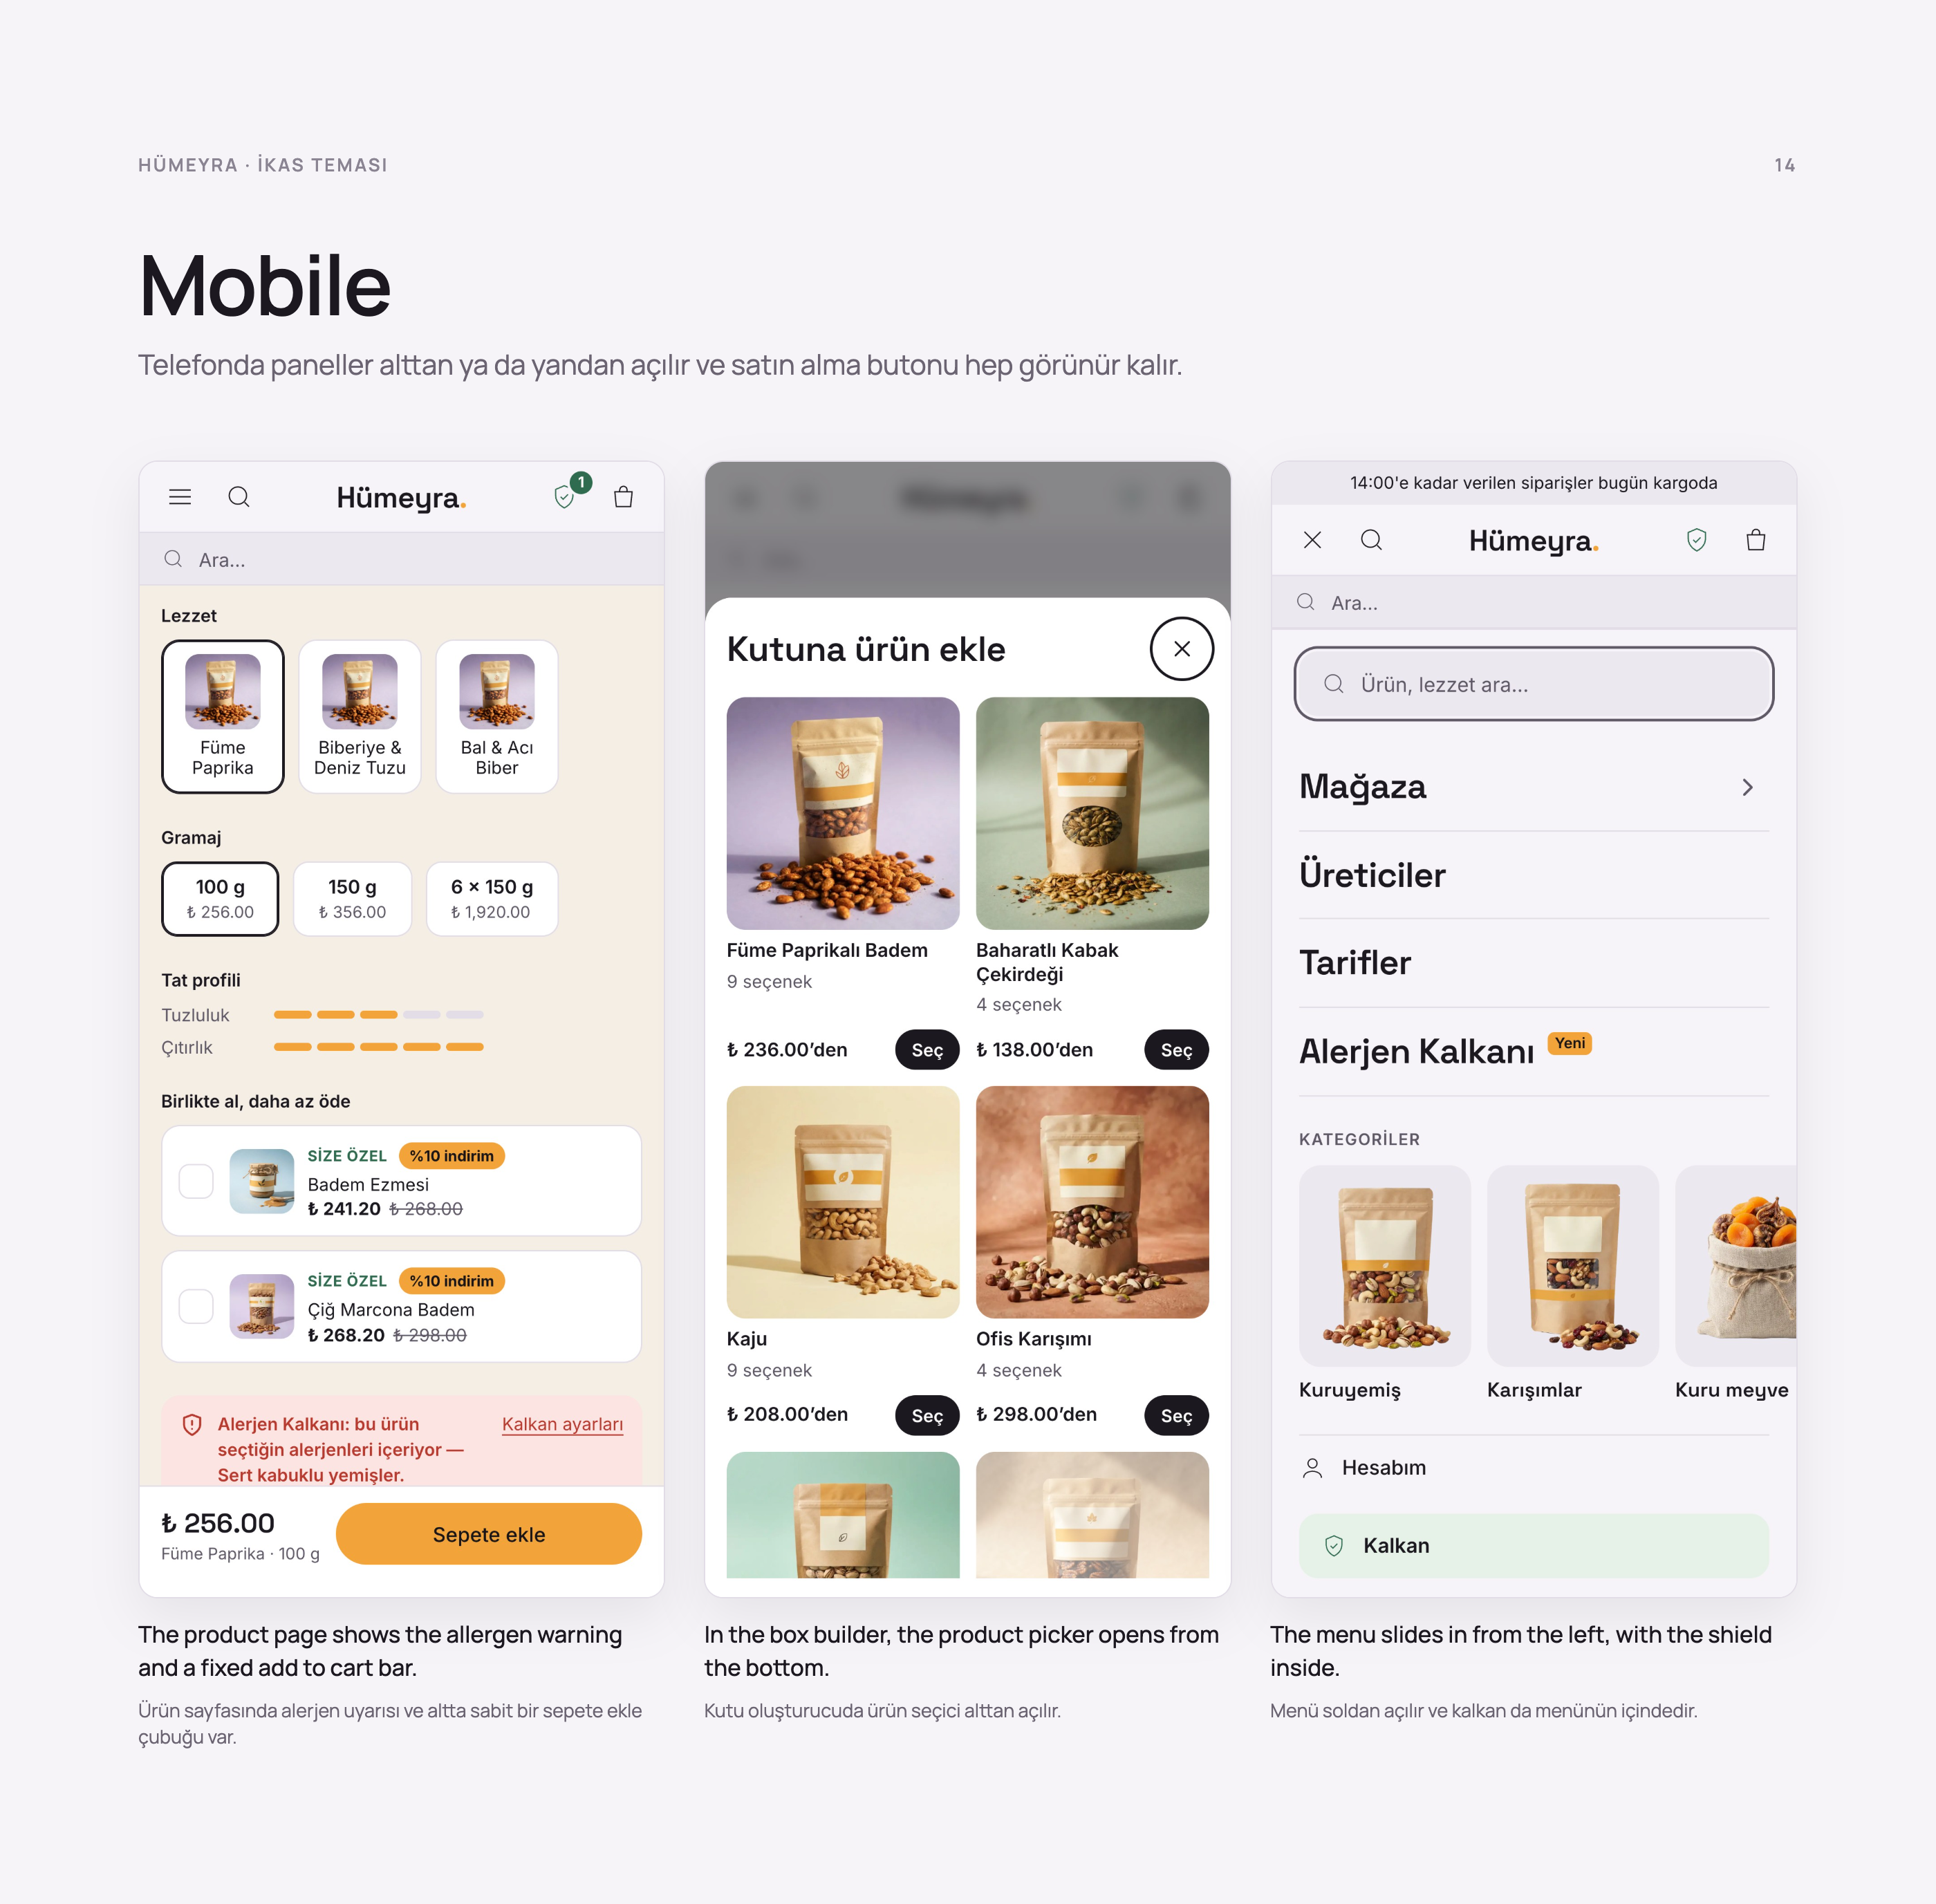 HÜMEYRA · İKAS TEMASI
14
Mobile
Telefonda paneller alttan ya da yandan açılır ve satın alma butonu hep görünür kalır.
Hümeyra.
1
Ara...
Lezzet
Füme
Paprika
Biberiye &
Deniz Tuzu
Bal & Acı
Biber
Gramaj
100 g
₺ 256.00
150 g
₺ 356.00
6 × 150 g
₺ 1,920.00
Tat profili
Tuzluluk
Çıtırlık
Birlikte al, daha az öde
SİZE ÖZEL %10 indirim
Badem Ezmesi
₺ 241.20 ₺ 268.00
SİZE ÖZEL %10 indirim
Çiğ Marcona Badem
₺ 268.20 ₺ 298.00
Alerjen Kalkanı: bu ürün
seçtiğin alerjenleri içeriyor —
Sert kabuklu yemişler.
Kalkan ayarları
₺ 256.00
Füme Paprika · 100 g
Sepete ekle
The product page shows the allergen warning
and a fixed add to cart bar.
Ürün sayfasında alerjen uyarısı ve altta sabit bir sepete ekle
çubuğu var.
Kutuna ürün ekle
Füme Paprikalı Badem
9 seçenek
₺ 236.00’den
Seç
Baharatlı Kabak
Çekirdeği
4 seçenek
₺ 138.00’den
Seç
Kaju
9 seçenek
₺ 208.00’den
Seç
Ofis Karışımı
4 seçenek
₺ 298.00’den
Seç
In the box builder, the product picker opens from
the bottom.
Kutu oluşturucuda ürün seçici alttan açılır.
14:00'e kadar verilen siparişler bugün kargoda
Hümeyra.
Ara...
Ürün, lezzet ara...
Mağaza
Üreticiler
Tarifler
Alerjen Kalkanı Yeni
KATEGORİLER
Kuruyemiş
Karışımlar
Kuru meyve
Hesabım
Kalkan
The menu slides in from the left, with the shield
inside.
Menü soldan açılır ve kalkan da menünün içindedir.